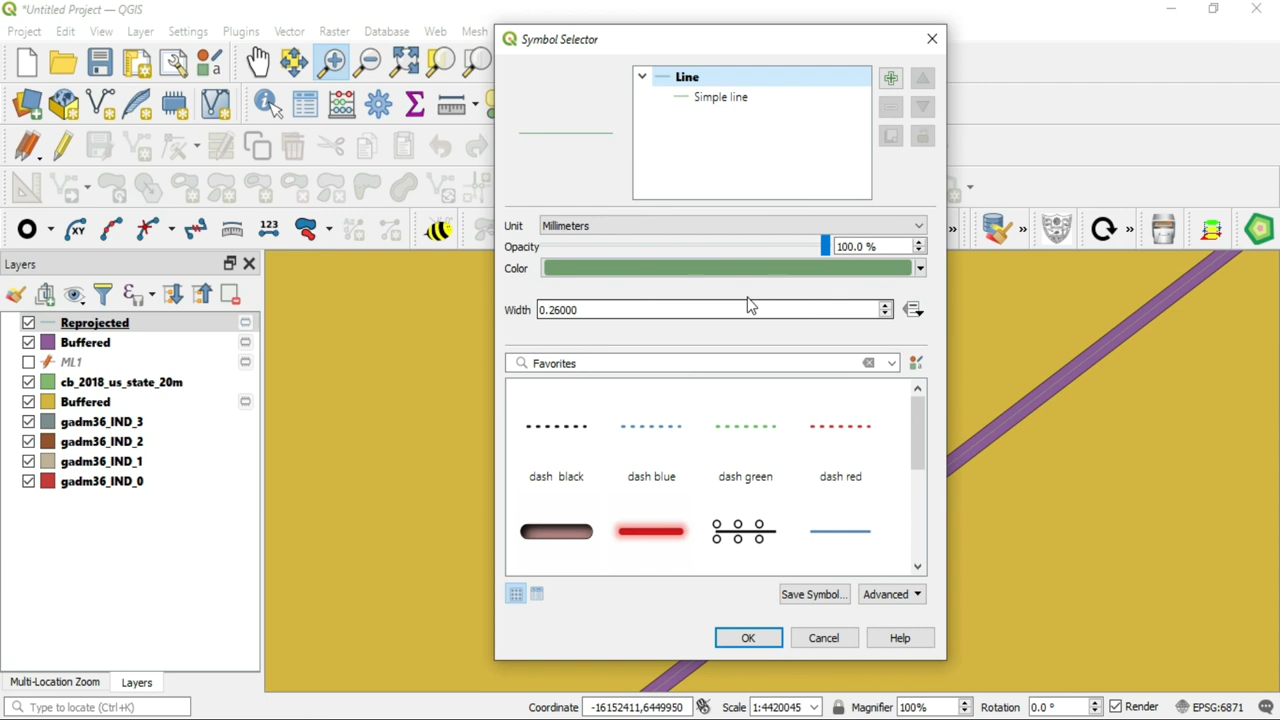 *Untitled Project — QGIS
Project Edit View Layer Settings Plugins Vector Raster Database Web Mesh
Symbol Selector
Line
Simple line
XY
123
Unit Millimeters
Opacity 100.0 %
Color
Width 0.26000
Layers
Reprojected
Buffered
ML1
cb_2018_us_state_20m
Buffered
gadm36_IND_3
gadm36_IND_2
gadm36_IND_1
gadm36_IND_0
Favorites
dash black dash blue dash green dash red
Save Symbol... Advanced
OK Cancel Help
Multi-Location Zoom Layers
Type to locate (Ctrl+K) Coordinate -16152411,6449950 Scale 1:4420045 Magnifier 100% Rotation 0.0 ° Render EPSG:6871